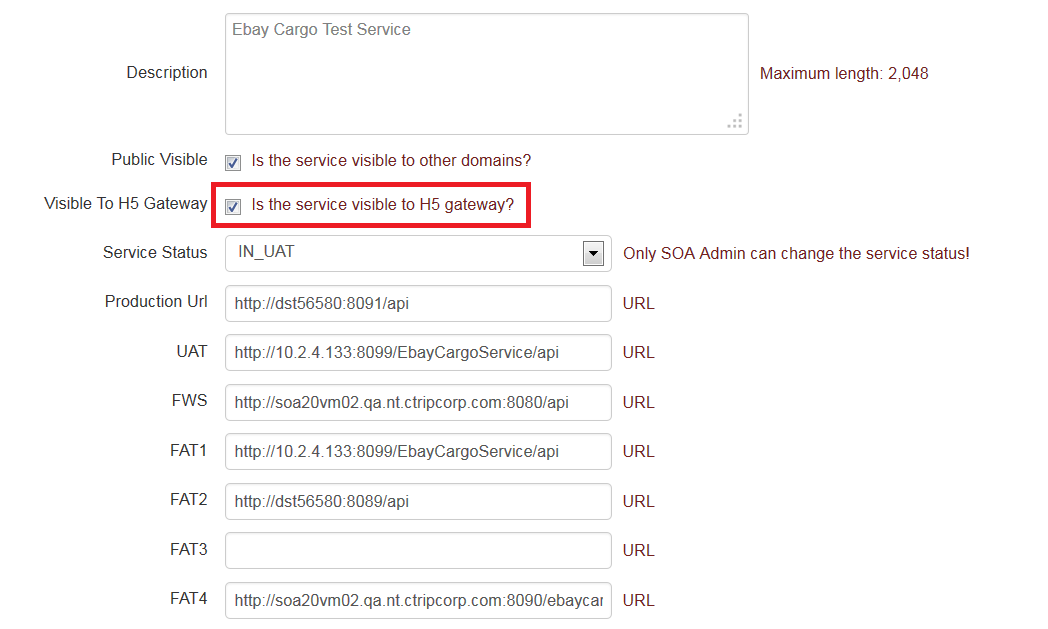 Ebay Cargo Test Service
Description
Maximum length: 2,048
Public Visible Is the service visible to other domains?
Visible To H5 Gateway Is the service visible to H5 gateway?
Service Status IN_UAT Only SOA Admin can change the service status!
Production Url http://dst56580:8091/api URL
UAT http://10.2.4.133:8099/EbayCargoService/api URL
FWS http://soa20vm02.qa.nt.ctripcorp.com:8080/api URL
FAT1 http://10.2.4.133:8099/EbayCargoService/api URL
FAT2 http://dst56580:8089/api URL
FAT3 URL
FAT4 http://soa20vm02.qa.nt.ctripcorp.com:8090/ebaycar URL